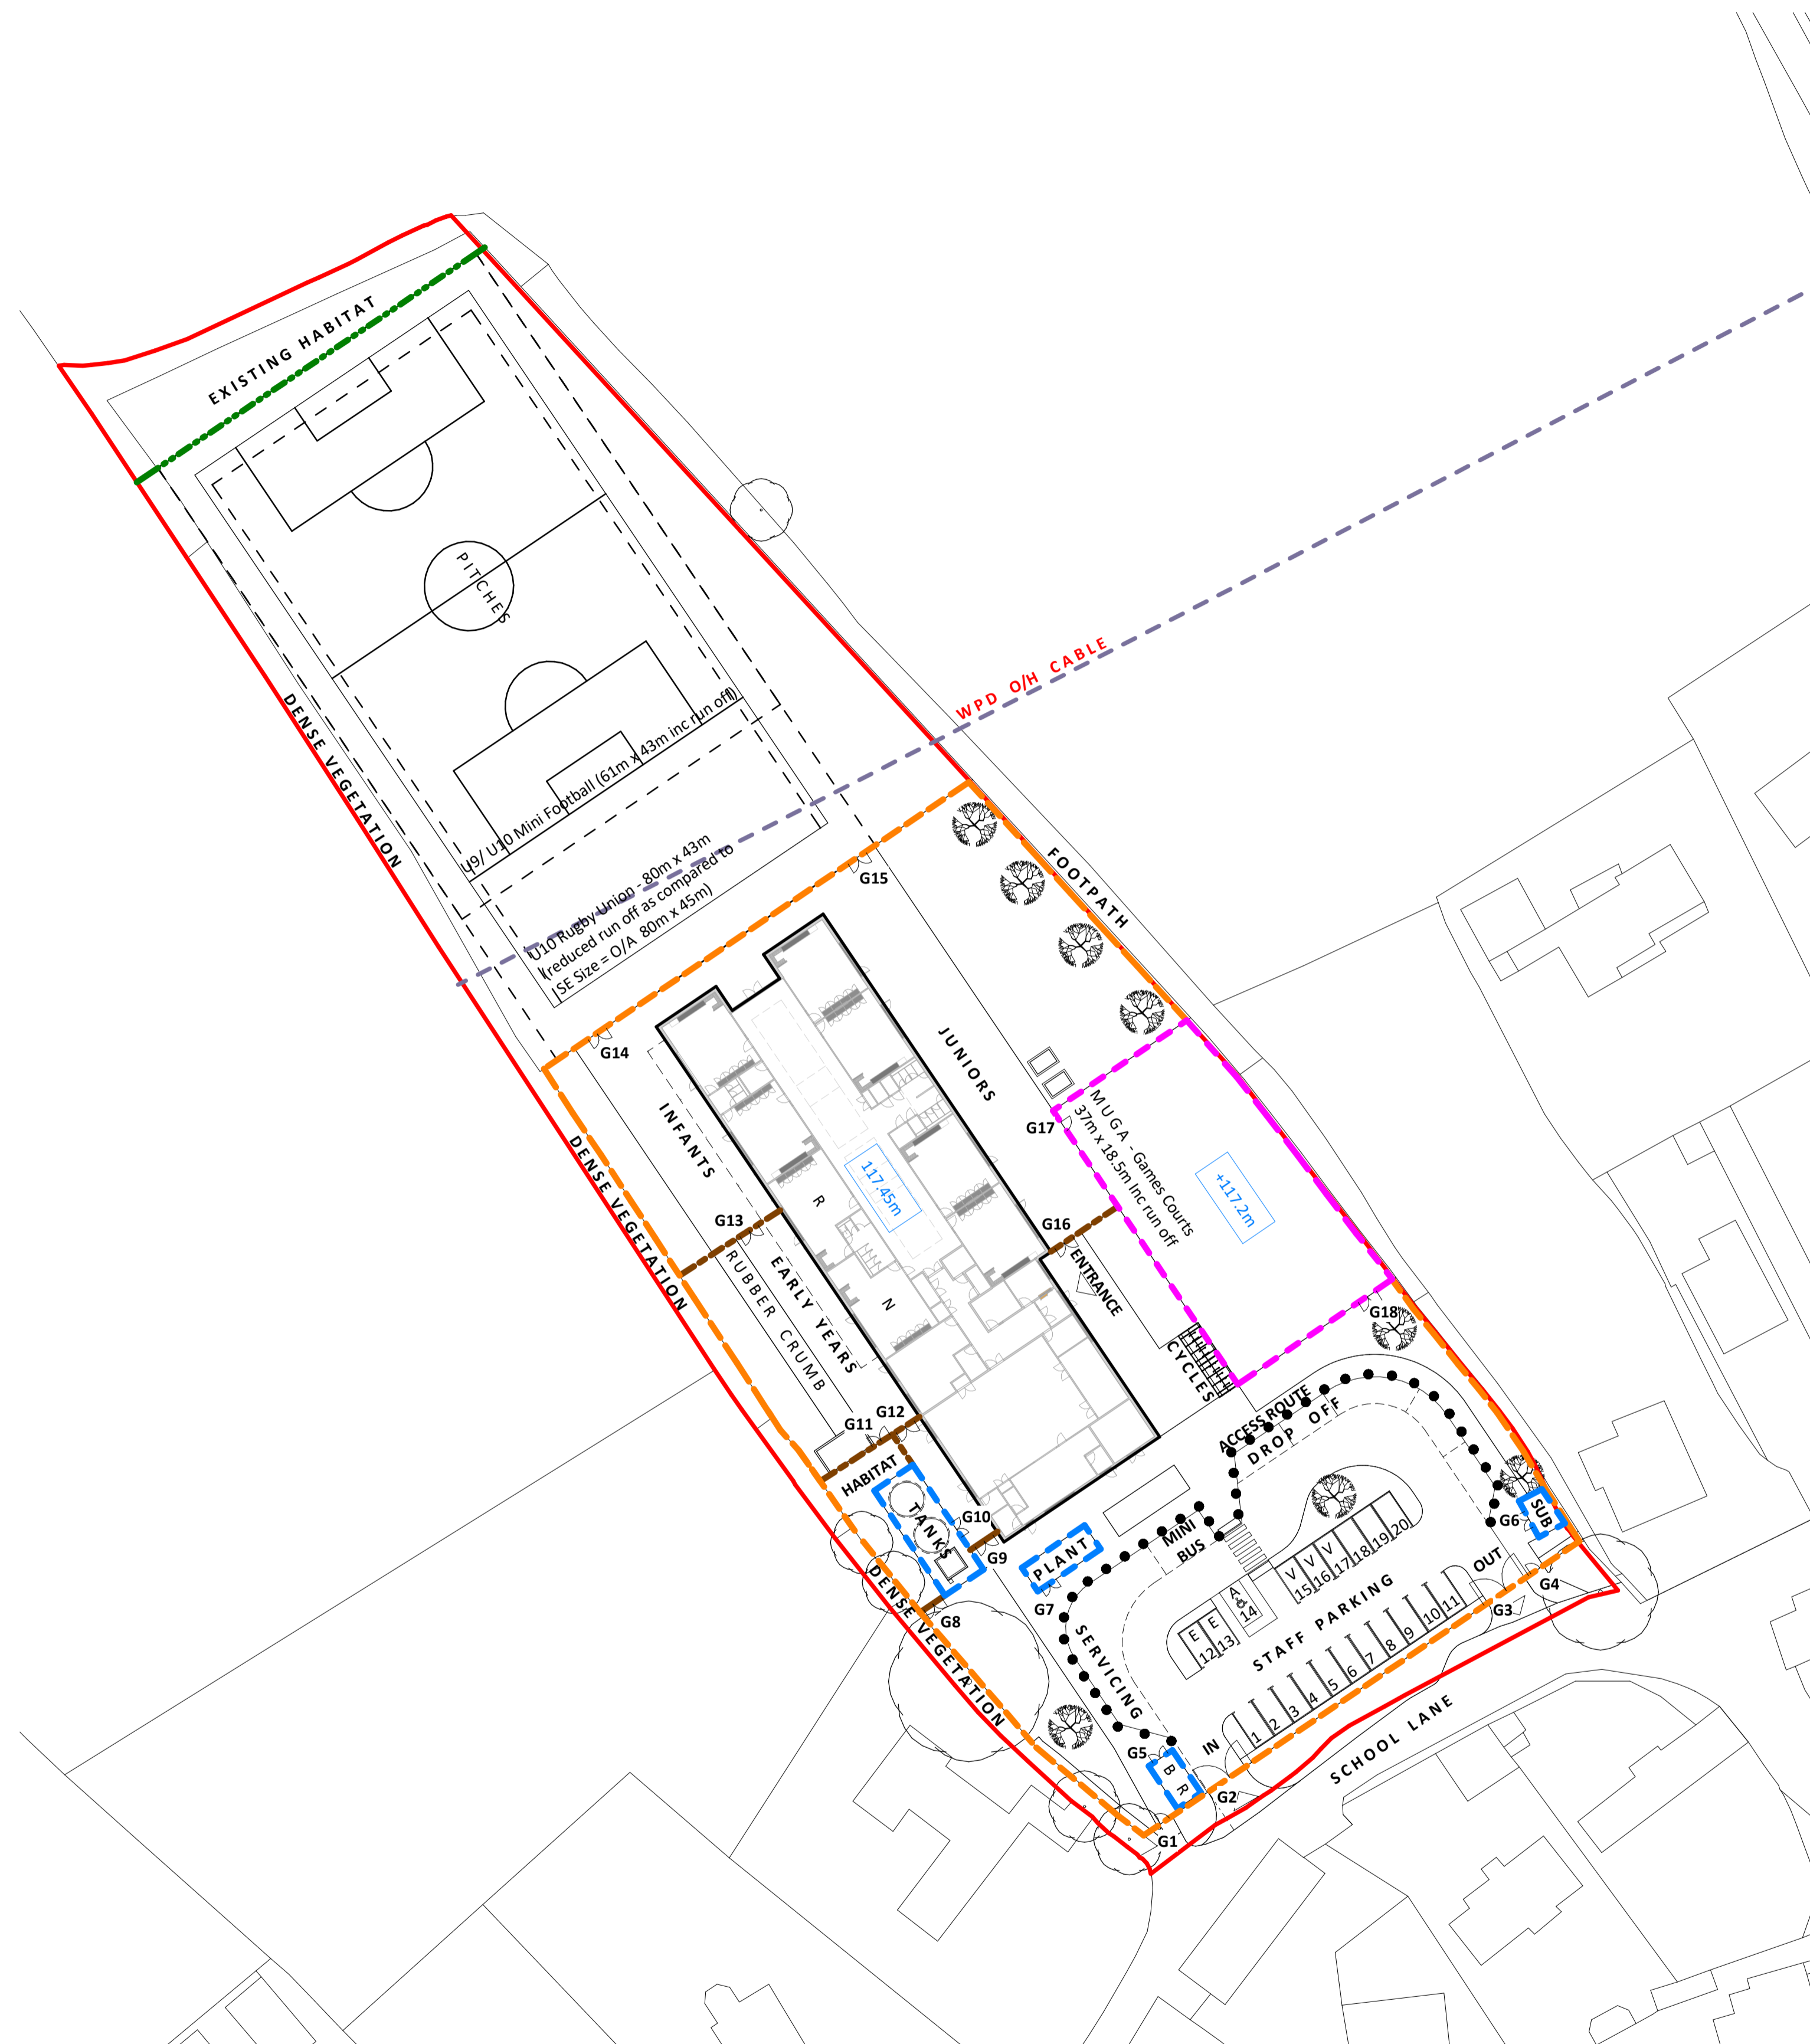 EXISTING HABITAT
PITCHES
DENSE VEGETATION
U9/ U10 Mini Football (61m x 43m inc run off)
WPD O/H CABLE
U10 Rugby Union - 80m x 43m
(reduced run off as compared to
SE Size = O/A 80m x 45m)
G15
FOOTPATH
G14
JUNIORS
INFANTS
G17
MUGA - Games Courts
37m x 18.5m Inc run off
DENSE VEGETATION
117.45m
+117.2m
R
G13
G16
ENTRANCE
RUBBER CRUMB
EARLY YEARS
N
G18
CYCLES
G11
G12
ACCESS ROUTE
DROP OFF
HABITAT
TANKS
G10
G9
PLANT
G7
MINI
BUS
SUB
G6
DENSE VEGETATION
G8
V V V
15 16 17 18 19 20
A
14
E E
12 13
OUT
G4
G3
STAFF PARKING
SERVICING
1 2 3 4 5 6 7 8 9 10 11
IN
G5
B R
G2
G1
SCHOOL LANE